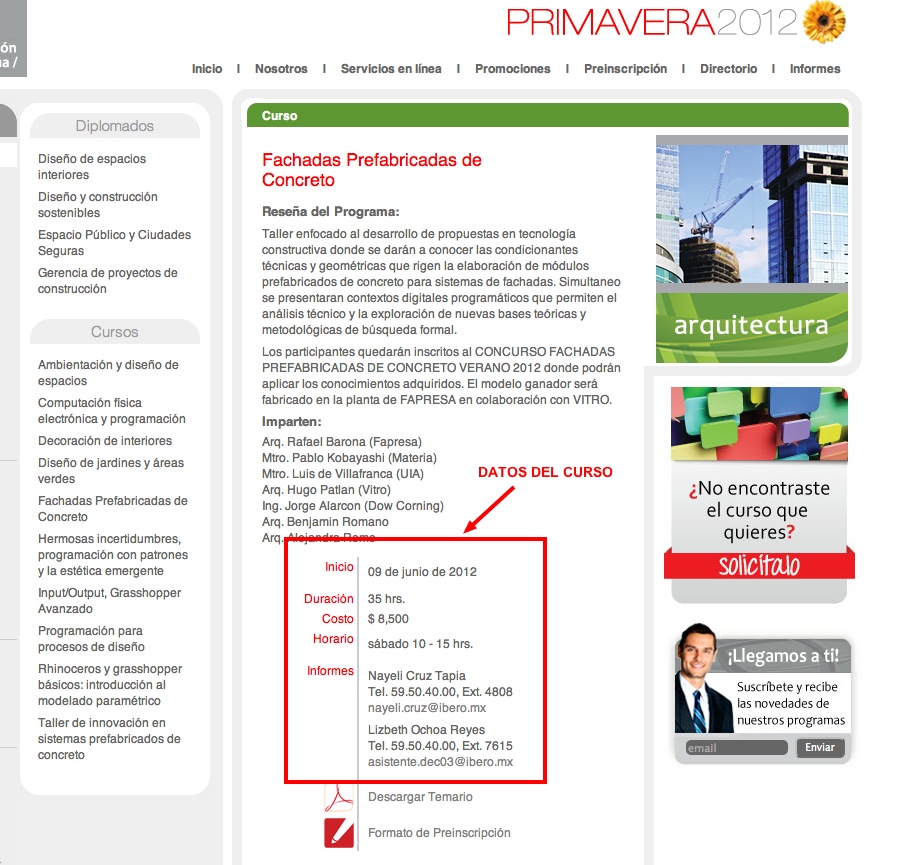 PRIMAVERA2012
ón
a /
Inicio I Nosotros I Servicios en línea I Promociones I Preinscripción I Directorio I Informes
Diplomados
Diseño de espacios
interiores
Diseño y construcción
sostenibles
Espacio Público y Ciudades
Seguras
Gerencia de proyectos de
construcción
Cursos
Ambientación y diseño de
espacios
Computación física
electrónica y programación
Decoración de interiores
Diseño de jardines y áreas
verdes
Fachadas Prefabricadas de
Concreto
Hermosas incertidumbres,
programación con patrones
y la estética emergente
Input/Output, Grasshopper
Avanzado
Programación para
procesos de diseño
Rhinoceros y grasshopper
básicos: introducción al
modelado paramétrico
Taller de innovación en
sistemas prefabricados de
concreto
Curso
Fachadas Prefabricadas de
Concreto
Reseña del Programa:
Taller enfocado al desarrollo de propuestas en tecnología
constructiva donde se darán a conocer las condicionantes
técnicas y geométricas que rigen la elaboración de módulos
prefabricados de concreto para sistemas de fachadas. Simultaneo
se presentaran contextos digitales programáticos que permiten el
análisis técnico y la exploración de nuevas bases teóricas y
metodológicas de búsqueda formal.
Los participantes quedarán inscritos al CONCURSO FACHADAS
PREFABRICADAS DE CONCRETO VERANO 2012 donde podrán
aplicar los conocimientos adquiridos. El modelo ganador será
fabricado en la planta de FAPRESA en colaboración con VITRO.
Imparten:
Arq. Rafael Barona (Fapresa)
Mtro. Pablo Kobayashi (Materia)
Mtro. Luis de Villafranca (UIA)
Arq. Hugo Patlan (Vitro)
Ing. Jorge Alarcon (Dow Corning)
Arq. Benjamin Romano
Arq. Alejandra Romo
DATOS DEL CURSO
Inicio 09 de junio de 2012
Duración 35 hrs.
Costo $ 8,500
Horario sábado 10 - 15 hrs.
Informes Nayeli Cruz Tapia
Tel. 59.50.40.00, Ext. 4808
nayeli.cruz@ibero.mx
Lizbeth Ochoa Reyes
Tel. 59.50.40.00, Ext. 7615
asistente.dec03@ibero.mx
Descargar Temario
Formato de Preinscripción
arquitectura
¿No encontraste
el curso que
quieres?
solicítalo
¡Llegamos a ti!
Suscríbete y recibe
las novedades de
nuestros programas
email Enviar